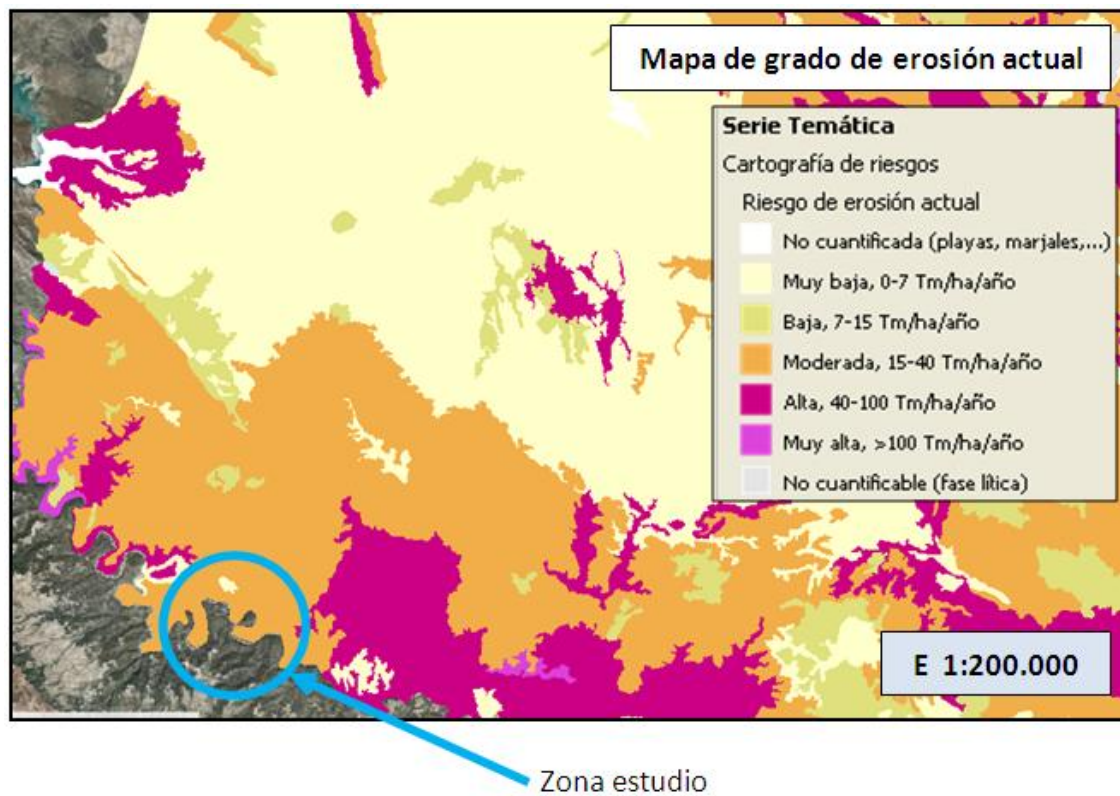 Mapa de grado de erosión actual
Serie Temática
Cartografía de riesgos
Riesgo de erosión actual
No cuantificada (playas, marjales,...)
Muy baja, 0-7 Tm/ha/año
Baja, 7-15 Tm/ha/año
Moderada, 15-40 Tm/ha/año
Alta, 40-100 Tm/ha/año
Muy alta, >100 Tm/ha/año
No cuantificable (fase lítica)
E 1:200.000
Zona estudio